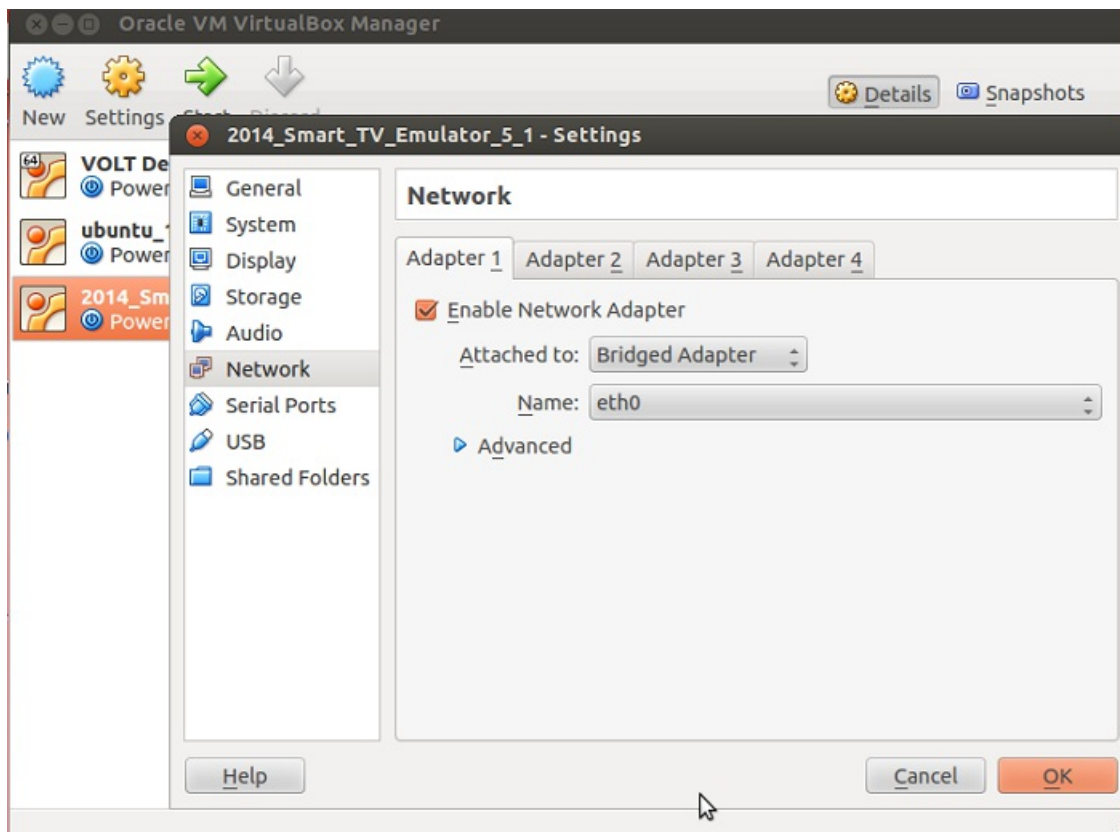 Oracle VM VirtualBox Manager
New
Settings
Details
Snapshots
2014_Smart_TV_Emulator_5_1 - Settings
64
VOLT De
Power
ubuntu_
Power
2014_Sm
Power
General
System
Display
Storage
Audio
Network
Serial Ports
USB
Shared Folders
Network
Adapter 1
Adapter 2
Adapter 3
Adapter 4
Enable Network Adapter
Attached to: Bridged Adapter
Name: eth0
Advanced
Help
Cancel
OK